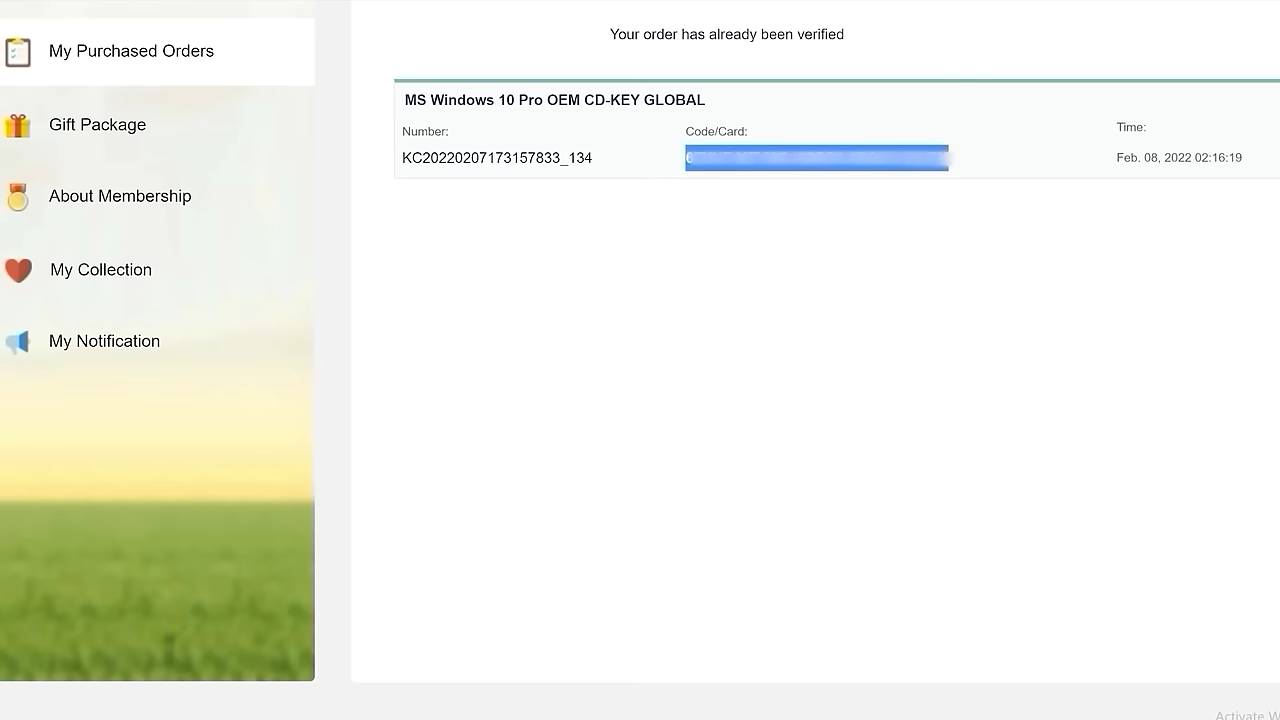 My Purchased Orders
Gift Package
About Membership
My Collection
My Notification
Your order has already been verified
MS Windows 10 Pro OEM CD-KEY GLOBAL
Number: Code/Card: Time:
KC20220207173157833_134 Feb. 08, 2022 02:16:19
Activate W